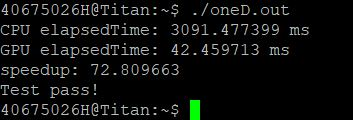 40675026H@Titan:~$ ./oneD.out
CPU elapsedTime: 3091.477399 ms
GPU elapsedTime: 42.459713 ms
speedup: 72.809663
Test pass!
40675026H@Titan:~$